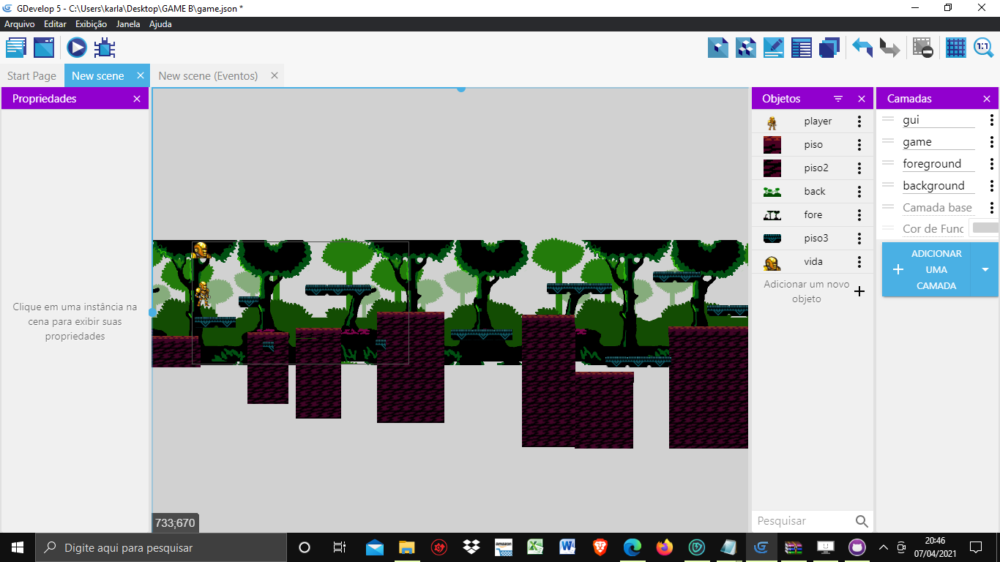 GDevelop 5 - C:\Users\karla\Desktop\GAME B\game.json *
Arquivo Editar Exibição Janela Ajuda
1:1
Start Page
New scene
New scene (Eventos)
Propriedades
Clique em uma instância na
cena para exibir suas
propriedades
733;670
Objetos
player
piso
piso2
back
fore
piso3
vida
Adicionar um novo
objeto
Pesquisar
Camadas
gui
game
foreground
background
Camada base
Cor de Func
ADICIONAR
UMA
CAMADA
Digite aqui para pesquisar
amazon
20:46
07/04/2021